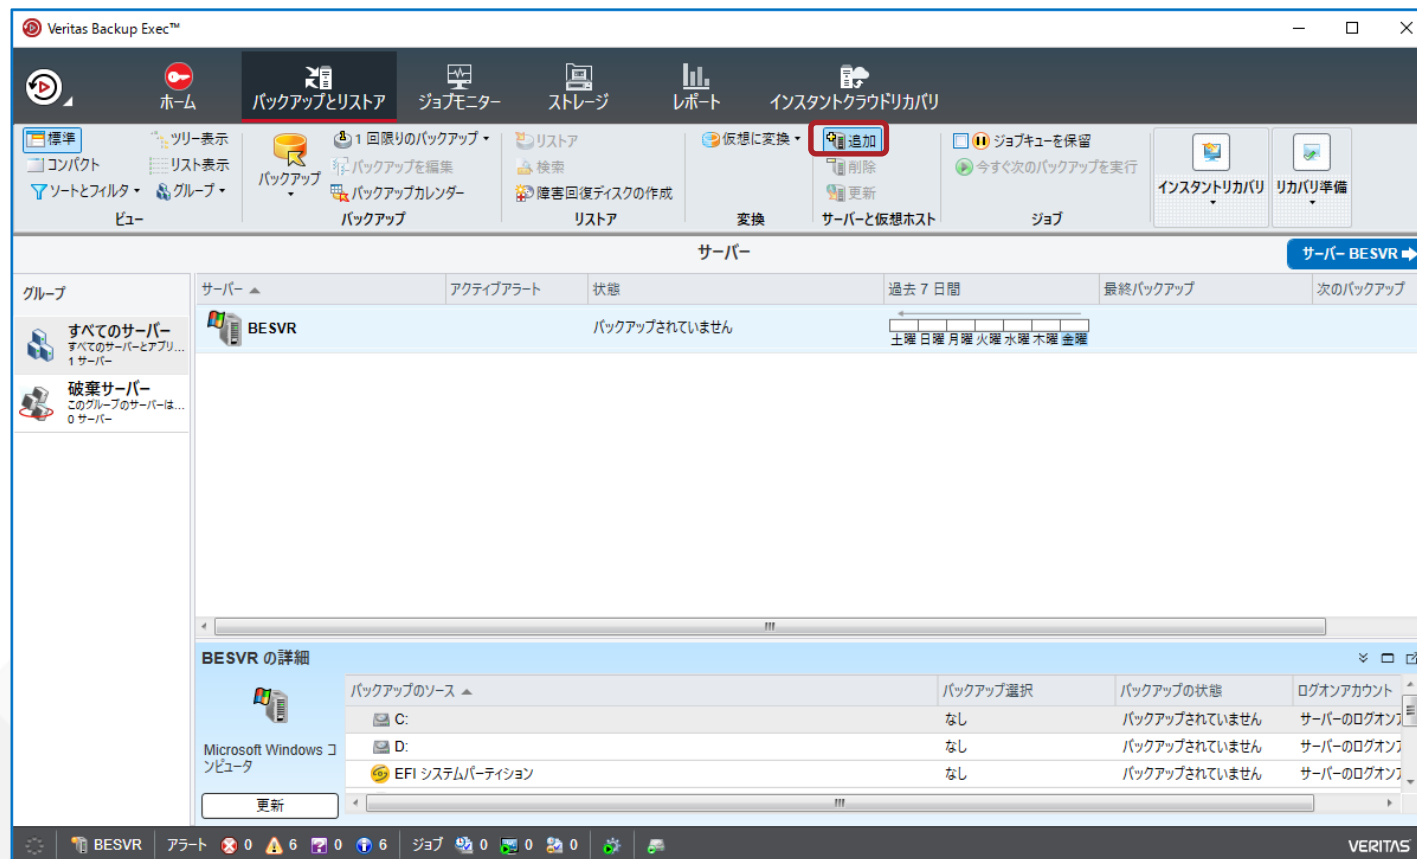 Veritas Backup Exec™
ホーム
バックアップとリストア
ジョブモニター
ストレージ
レポート
インスタントクラウドリカバリ
標準
コンパクト
ソートとフィルタ
ツリー表示
リスト表示
グループ
ビュー
バックアップ
1 回限りのバックアップ
バックアップを編集
バックアップカレンダー
バックアップ
リストア
検索
障害回復ディスクの作成
リストア
仮想に変換
変換
追加
削除
更新
サーバーと仮想ホスト
ジョブキューを保留
今すぐ次のバックアップを実行
ジョブ
インスタントリカバリ
リカバリ準備
サーバー
サーバー BESVR
グループ
すべてのサーバー
すべてのサーバーとアプリ...
1 サーバー
破棄サーバー
このグループのサーバーは...
0 サーバー
サーバー アクティブアラート 状態 過去 7 日間 最終バックアップ 次のバックアップ
BESVR バックアップされていません
土曜 日曜 月曜 火曜 水曜 木曜 金曜
BESVR の詳細
Microsoft Windows コ
ンピュータ
更新
バックアップのソース バックアップ選択 バックアップの状態 ログオンアカウント
C: なし バックアップされていません サーバーのログオンア
D: なし バックアップされていません サーバーのログオンア
EFI システムパーティション なし バックアップされていません サーバーのログオンア
BESVR アラート 0 6 0 6 ジョブ 0 0 0 VERITAS